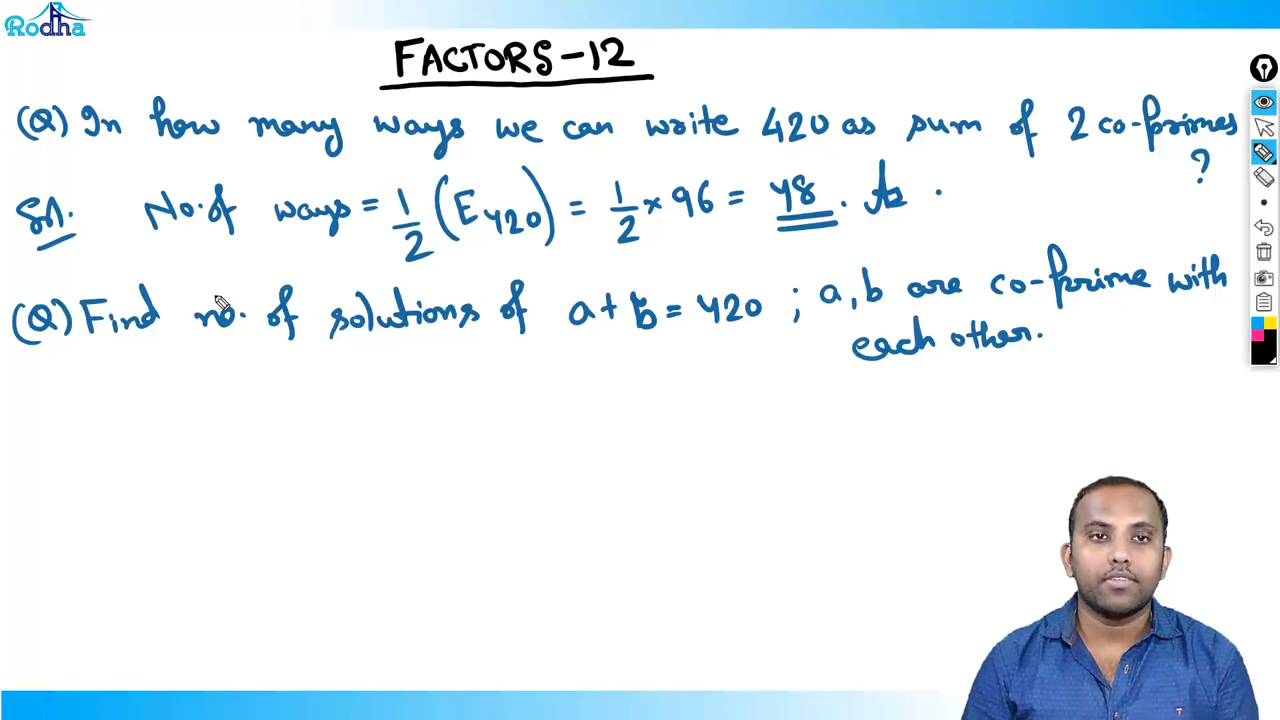 Rodha
FACTORS-12
(Q) In how many ways we can write 420 as sum of 2 co-primes
?
Sol. No. of ways = 1/2 (E420) = 1/2 × 96 = 48. Ans.
(Q) Find no. of solutions of a + b = 420 ; a, b are co-prime with
each other.